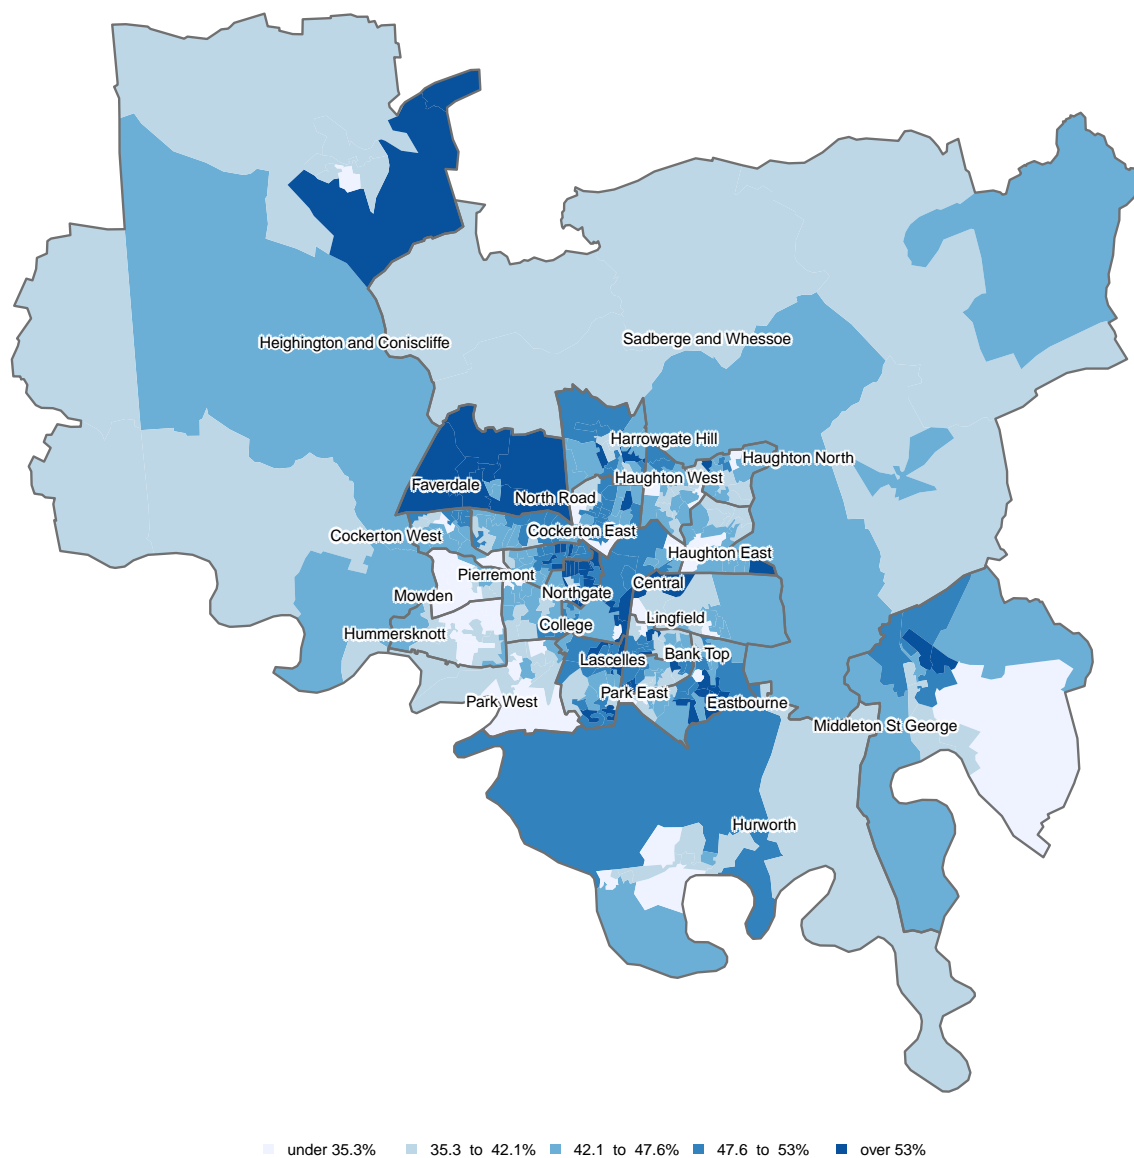 Heighington and Coniscliffe
Sadberge and Whessoe
Harrowgate Hill
Haughton North
Haughton West
Faverdale
North Road
Cockerton East
Cockerton West
Haughton East
Pierremont
Central
Northgate
Mowden
Lingfield
College
Hummersknott
Bank Top
Lascelles
Park East
Park West
Eastbourne
Middleton St George
Hurworth
under 35.3% 35.3 to 42.1% 42.1 to 47.6% 47.6 to 53% over 53%